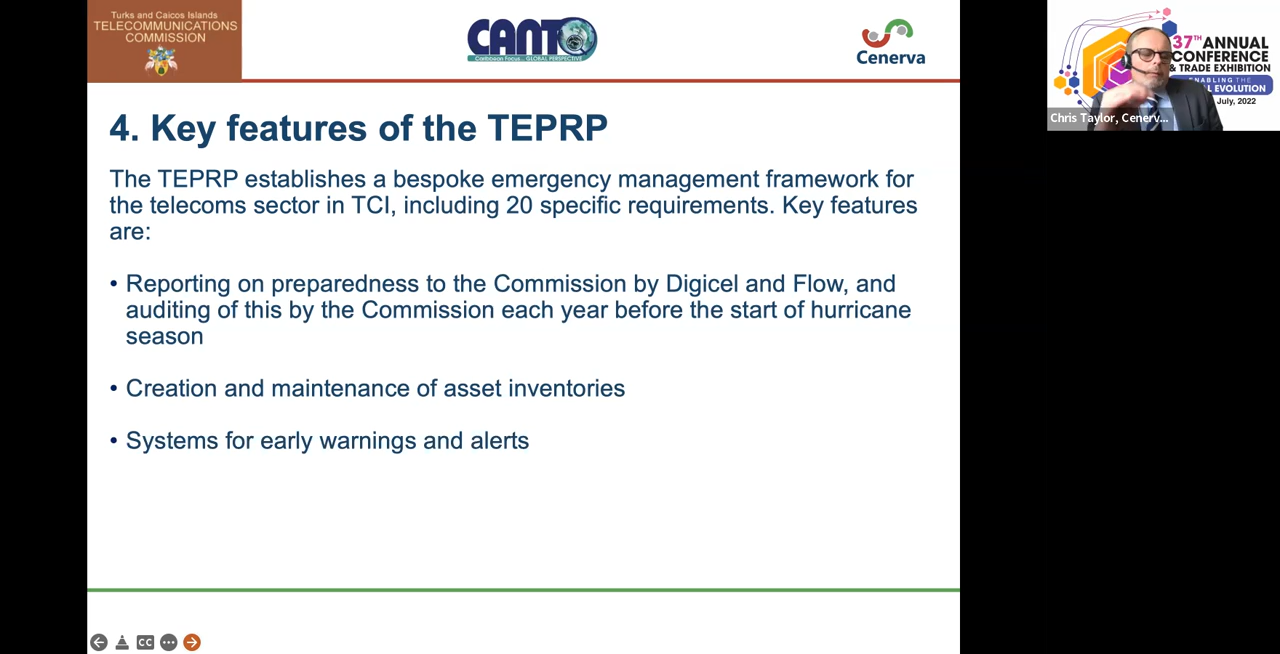 Turks and Caicos Islands
TELECOMMUNICATIONS
COMMISSION
CANTO
Caribbean Focus... GLOBAL PERSPECTIVE
Cenerva
37TH ANNUAL
CONFERENCE
& TRADE EXHIBITION
ENABLING THE
L EVOLUTION
July, 2022
Chris Taylor, Cenerv...
4. Key features of the TEPRP
The TEPRP establishes a bespoke emergency management framework for
the telecoms sector in TCI, including 20 specific requirements. Key features
are:
• Reporting on preparedness to the Commission by Digicel and Flow, and
auditing of this by the Commission each year before the start of hurricane
season
• Creation and maintenance of asset inventories
• Systems for early warnings and alerts
CC